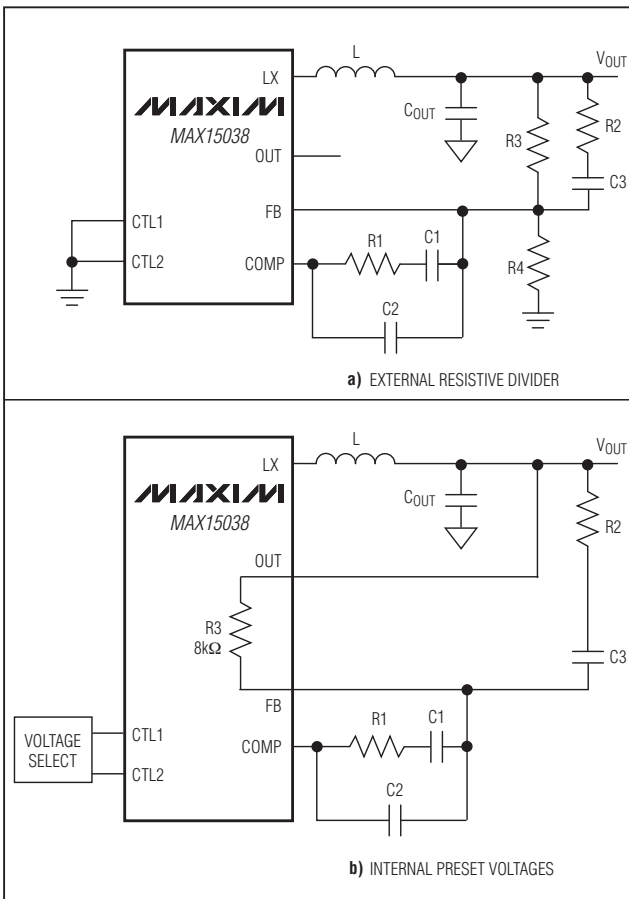 L
VOUT
LX
MAXIM
MAX15038
COUT
R2
R3
OUT
C3
FB
CTL1
R1
C1
CTL2
COMP
R4
C2
a) EXTERNAL RESISTIVE DIVIDER
L
VOUT
LX
MAXIM
MAX15038
COUT
R2
OUT
R3
8kΩ
C3
FB
R1
C1
VOLTAGE
SELECT
CTL1
COMP
CTL2
C2
b) INTERNAL PRESET VOLTAGES